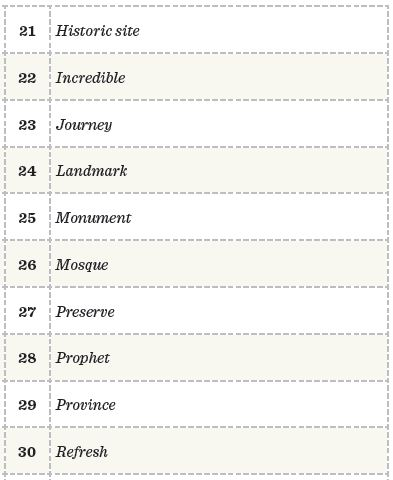 21 Historic site
22 Incredible
23 Journey
24 Landmark
25 Monument
26 Mosque
27 Preserve
28 Prophet
29 Province
30 Refresh